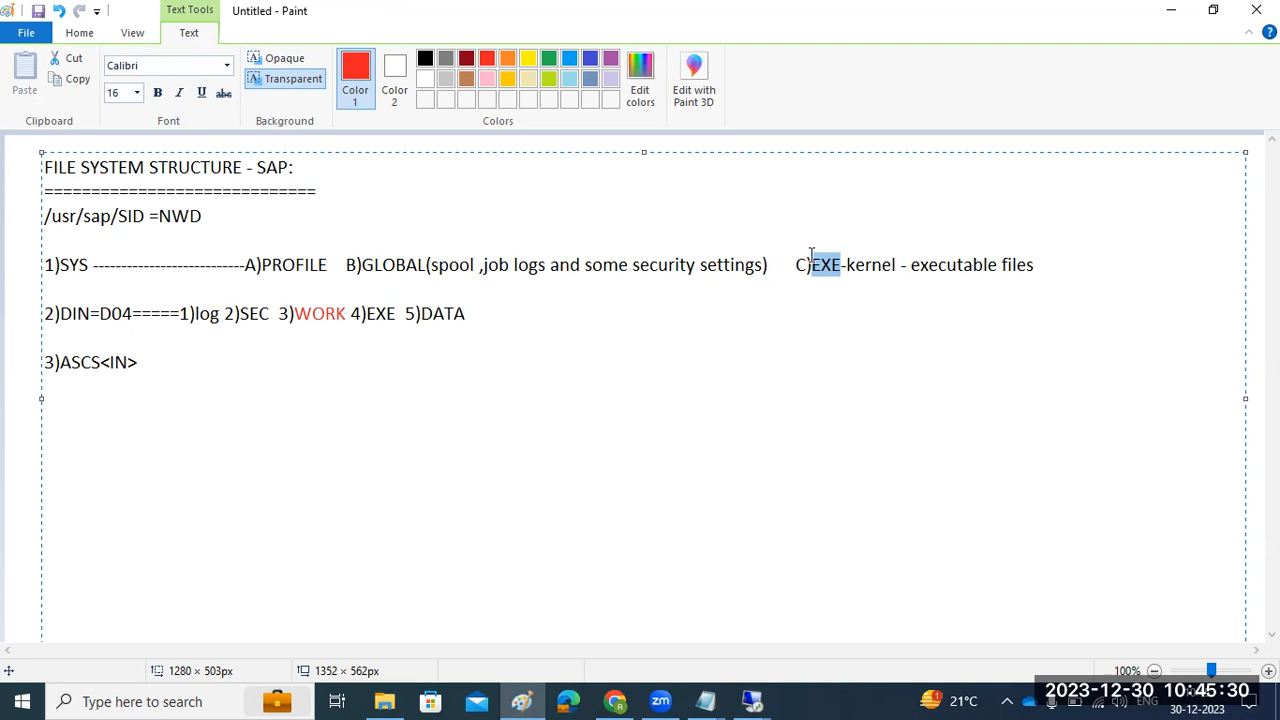 Text Tools
Untitled - Paint
File
Home
View
Text
Paste
Cut
Copy
Clipboard
Calibri
16
B
I
U
abc
Font
Opaque
Transparent
Background
Color 1
Color 2
Edit colors
Edit with Paint 3D
Colors
FILE SYSTEM STRUCTURE - SAP:
=============================
/usr/sap/SID =NWD
1)SYS ---------------------------A)PROFILE    B)GLOBAL(spool ,job logs and some security settings)      C)EXE-kernel - executable files
2)DIN=D04=====1)log 2)SEC  3)WORK 4)EXE  5)DATA
3)ASCS<IN>
1280 × 503px
1352 × 562px
100%
Type here to search
21°C
ENG
2023-12-30 10:45:30
30-12-2023